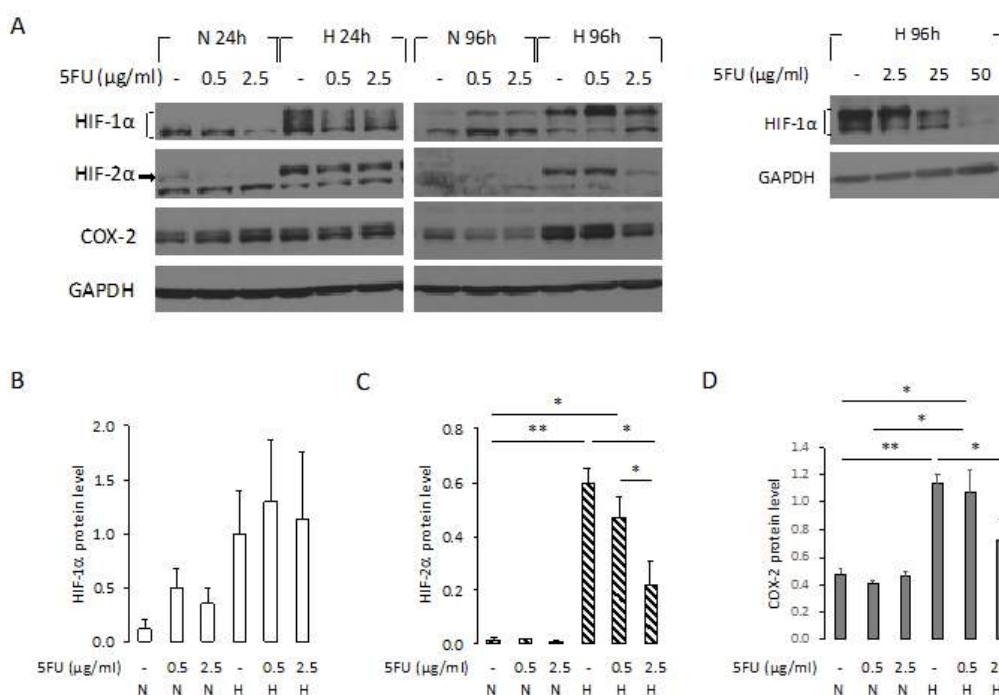 A
N 24h H 24h N 96h H 96h H 96h
5FU (µg/ml) - 0.5 2.5 - 0.5 2.5 - 0.5 2.5 - 0.5 2.5 5FU (µg/ml) - 2.5 25 50
HIF-1α HIF-1α
HIF-2α
GAPDH
COX-2
GAPDH
B C D
* *
** * *
* ** *
HIF-1α protein level
2.0
1.5
1.0
0.5
0.0
5FU (µg/ml) - 0.5 2.5 - 0.5 2.5
N N N H H H
HIF-2α protein level
0.8
0.6
0.4
0.2
0.0
5FU (µg/ml) - 0.5 2.5 - 0.5 2.5
N N N H H H
COX-2 protein level
1.4
1.2
1.0
0.8
0.6
0.4
0.2
0.0
5FU (µg/ml) - 0.5 2.5 - 0.5
N N N H H H